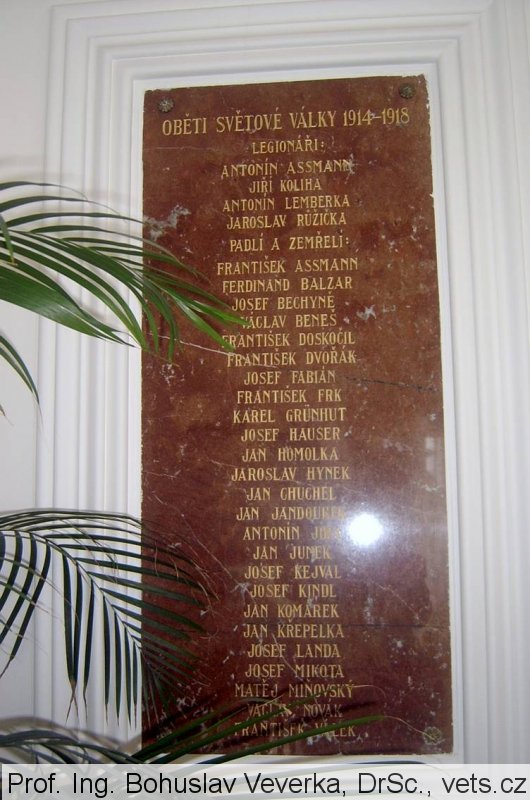 OBĚTI SVĚTOVÉ VÁLKY 1914-1918
LEGIONÁŘI:
ANTONÍN ASSMANN
JIŘÍ KOLIHA
ANTONÍN LEMBERKA
JAROSLAV RŮŽIČKA
PADLÍ A ZEMŘELÍ:
FRANTIŠEK ASSMANN
FERDINAND BALZAR
JOSEF BECHYNĚ
VÁCLAV BENEŠ
FRANTIŠEK DOSKOČIL
FRANTIŠEK DVOŘÁK
JOSEF FABIÁN
FRANTIŠEK FRK
KAREL GRÜNHUT
JOSEF HAUSER
JAN HOMOLKA
JAROSLAV HYNEK
JAN CHUCHEL
JAN JANDOUREK
ANTONÍN
JAN JUNEK
JOSEF KEJVAL
JOSEF KINDL
JAN KOMÁREK
JAN KŘEPELKA
JOSEF LANDA
JOSEF MIKOTA
MATĚJ MIŇOVSKÝ
VÁCLAV NOVÁK
FRANTIŠEK VÁLEK
Prof. Ing. Bohuslav Veverka, DrSc., vets.cz